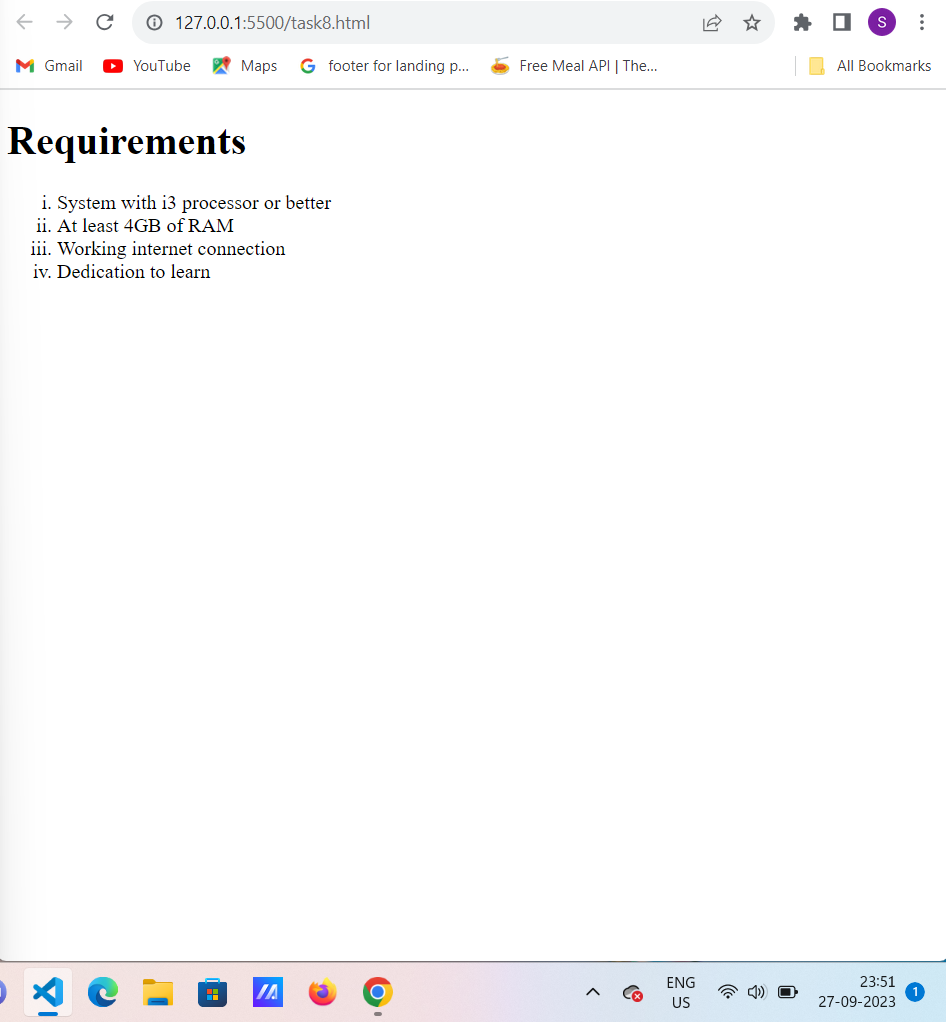 127.0.0.1:5500/task8.html
S
Gmail YouTube Maps footer for landing p... Free Meal API | The... All Bookmarks
Requirements
i. System with i3 processor or better
ii. At least 4GB of RAM
iii. Working internet connection
iv. Dedication to learn
ENG
US
23:51
27-09-2023
1